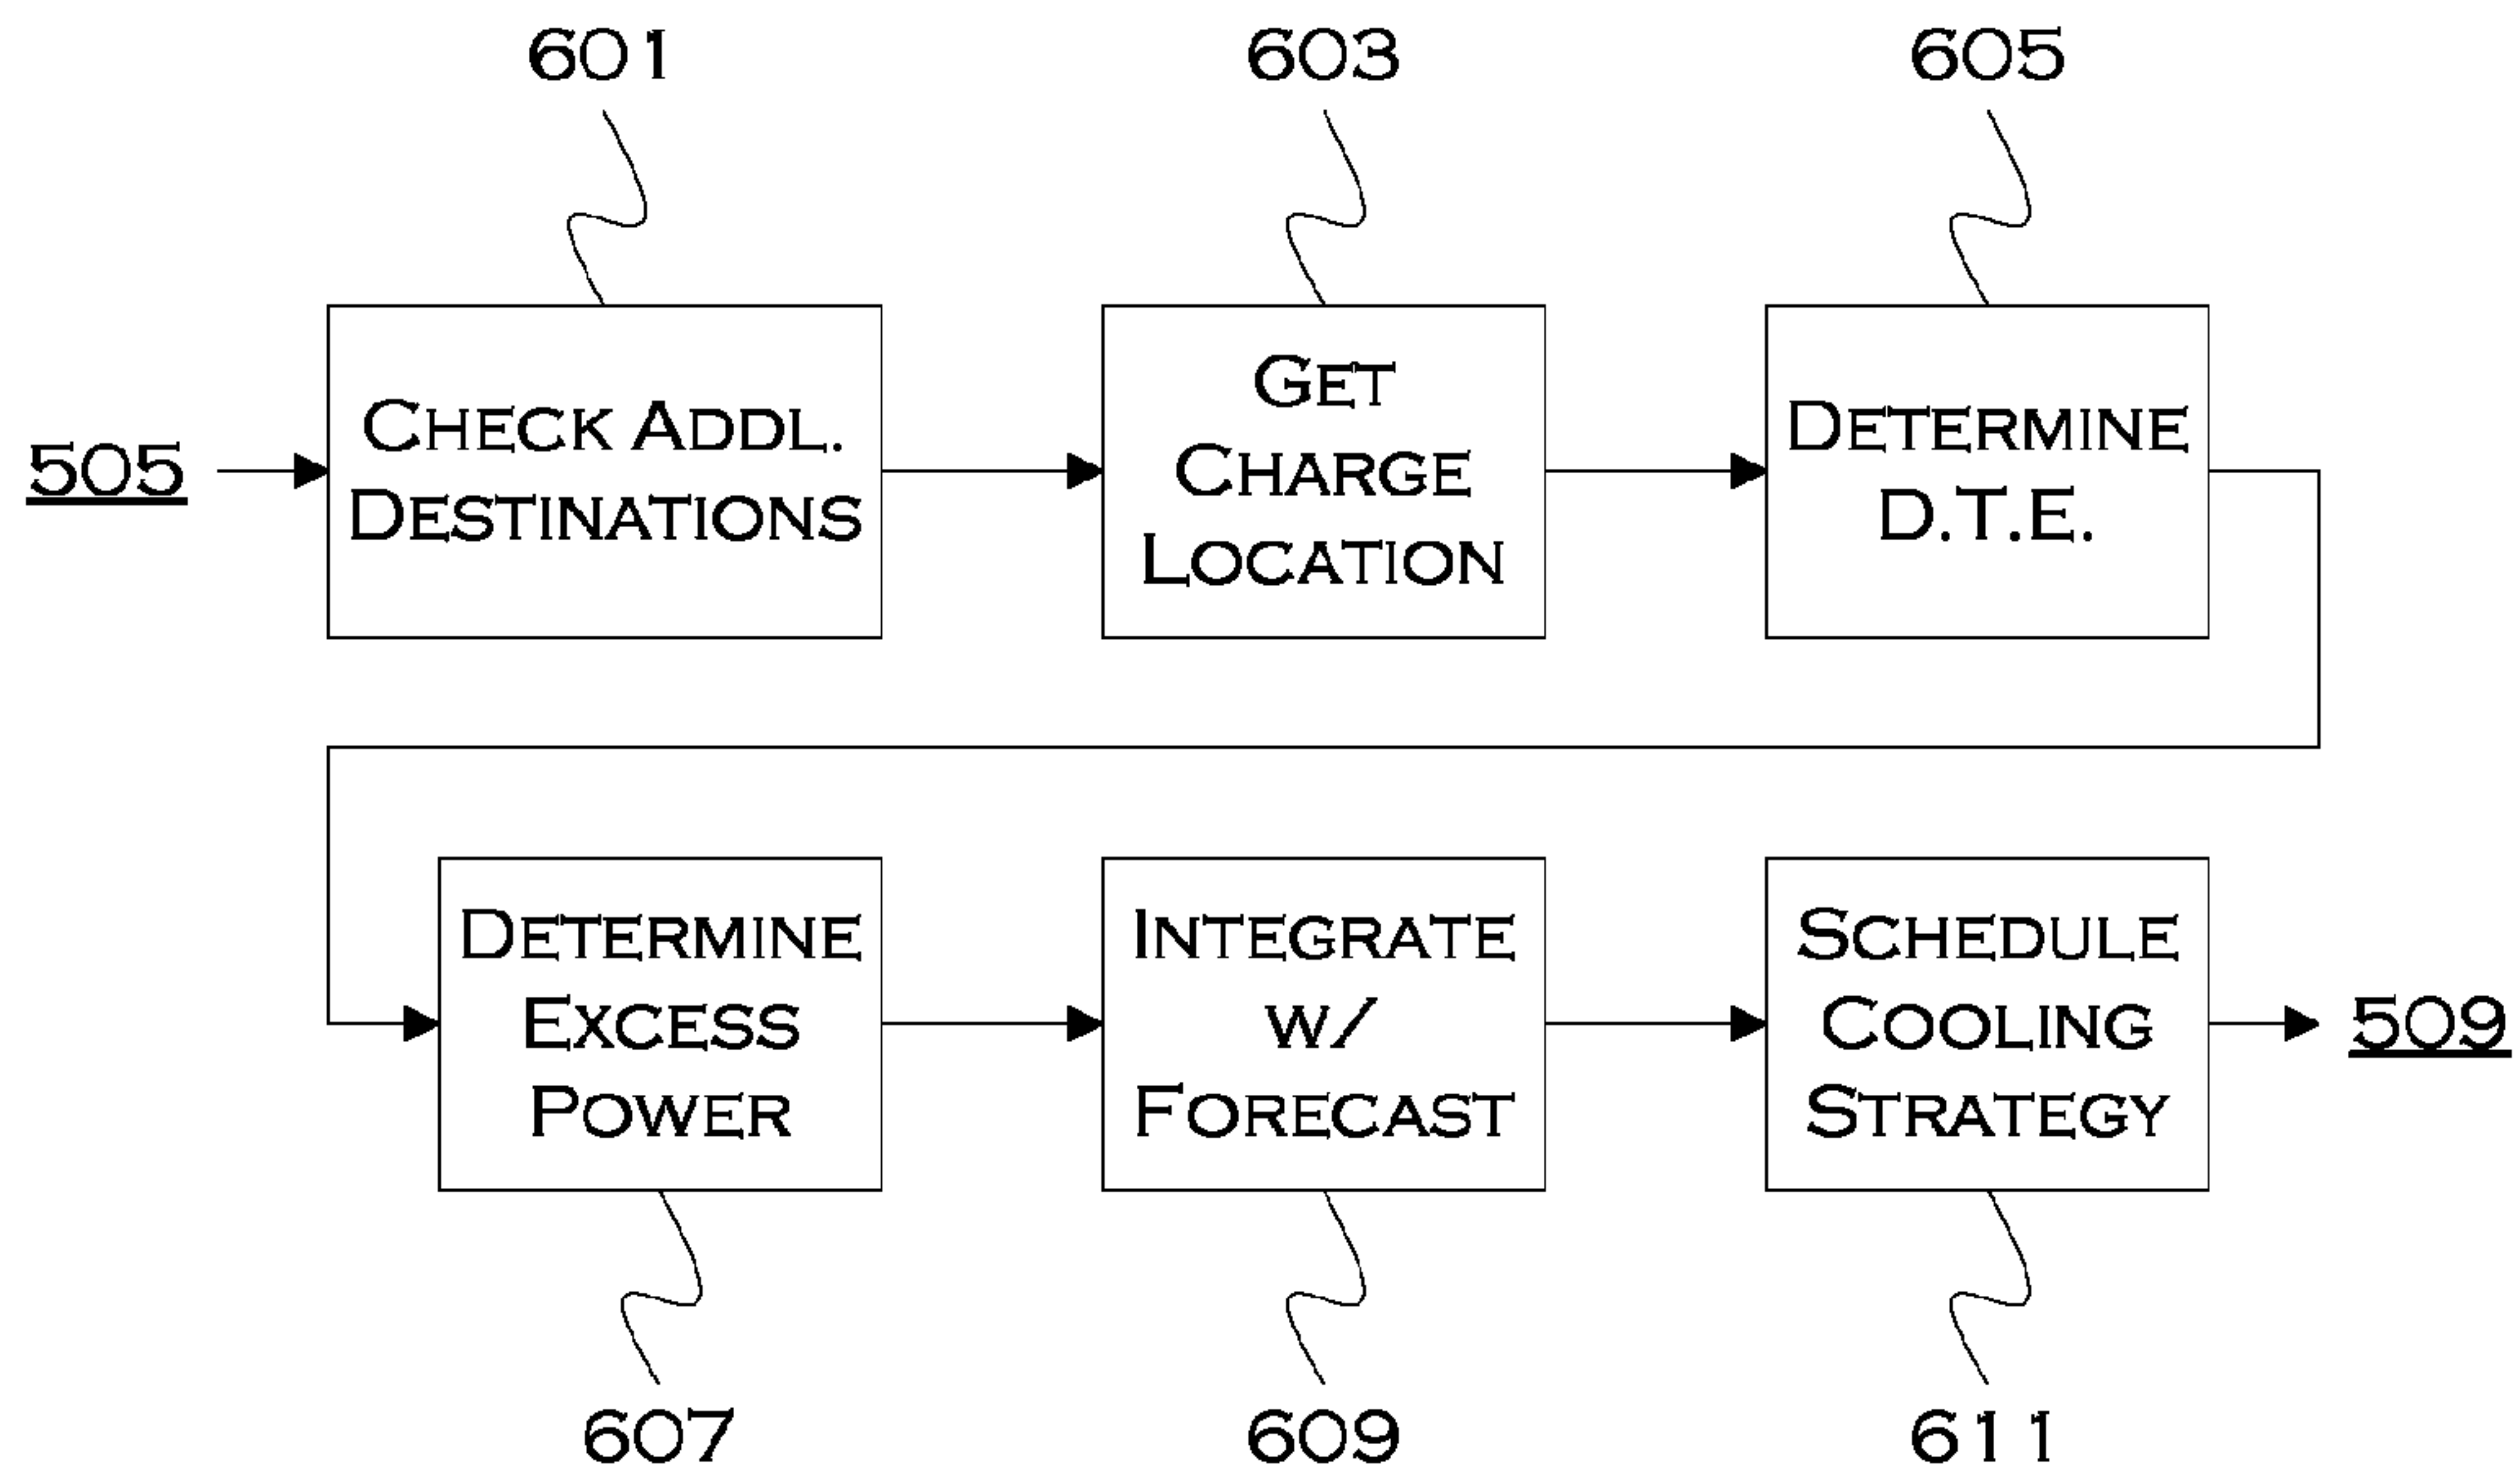 601
603
605
505
CHECK ADDL.
DESTINATIONS
GET
CHARGE
LOCATION
DETERMINE
D.T.E.
DETERMINE
EXCESS
POWER
INTEGRATE
W/
FORECAST
SCHEDULE
COOLING
STRATEGY
509
607
609
611